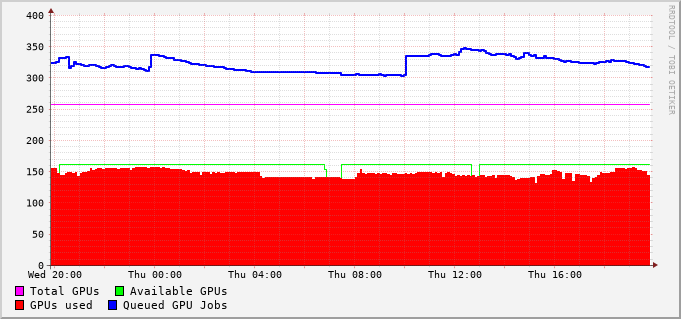 400
350
300
250
200
150
100
50
0
Wed 20:00 Thu 00:00 Thu 04:00 Thu 08:00 Thu 12:00 Thu 16:00
Total GPUs Available GPUs
GPUs used Queued GPU Jobs
RRDTOOL / TOBI OETIKER